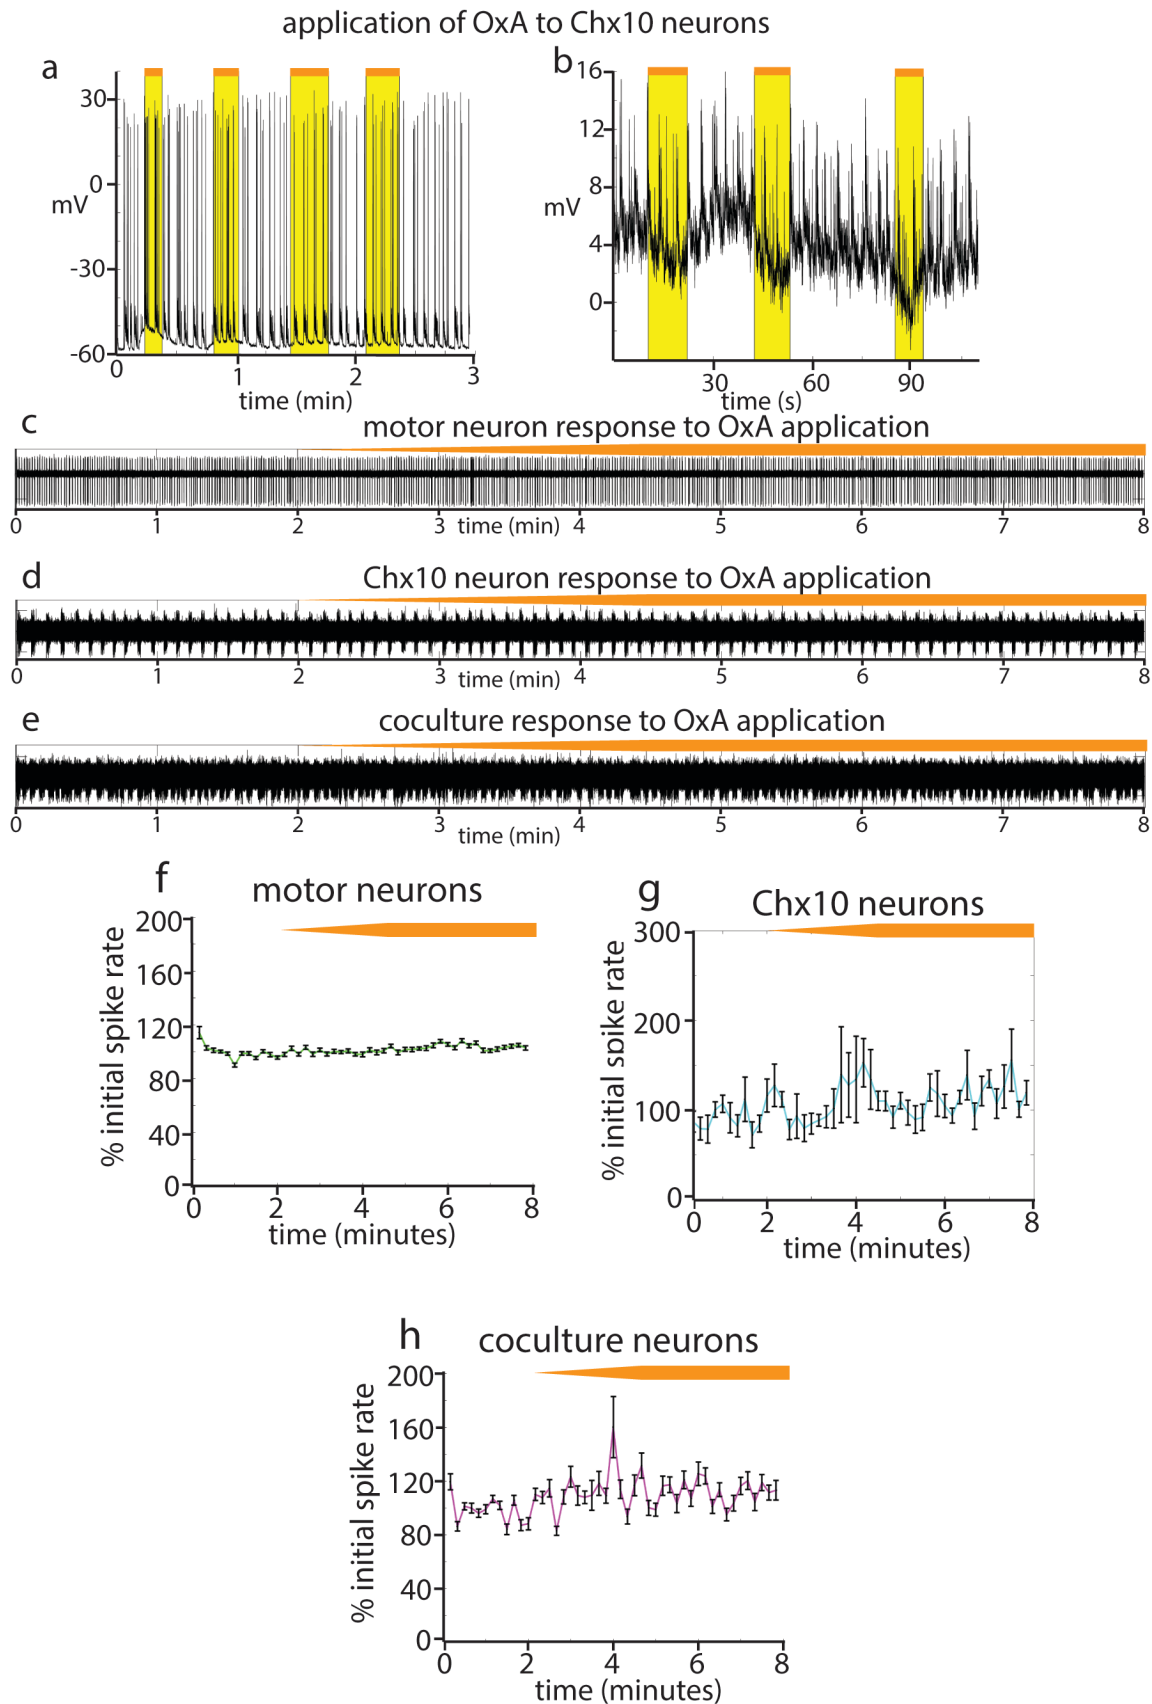 application of OxA to Chx10 neurons
a
b
30
0
mV
-30
-60
0
1
2
3
time (min)
16
12
8
mV
4
0
30
60
90
time (s)
c
motor neuron response to OxA application
0
1
2
3
time (min)
4
5
6
7
8
d
Chx10 neuron response to OxA application
0
1
2
3
time (min)
4
5
6
7
8
e
coculture response to OxA application
0
1
2
3
time (min)
4
5
6
7
8
f
motor neurons
% initial spike rate
200
160
120
80
40
0
0
2
4
6
8
time (minutes)
g
Chx10 neurons
% initial spike rate
300
200
100
0
0
2
4
6
8
time (minutes)
h
coculture neurons
% initial spike rate
200
160
120
80
40
0
0
2
4
6
8
time (minutes)